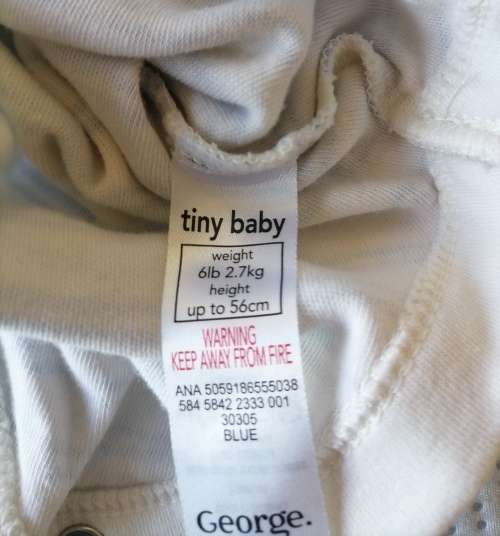 tiny baby
weight
6lb 2.7kg
height
up to 56cm
WARNING
KEEP AWAY FROM FIRE
ANA 5059186555038
584 5842 2333 001
30305
BLUE
George.